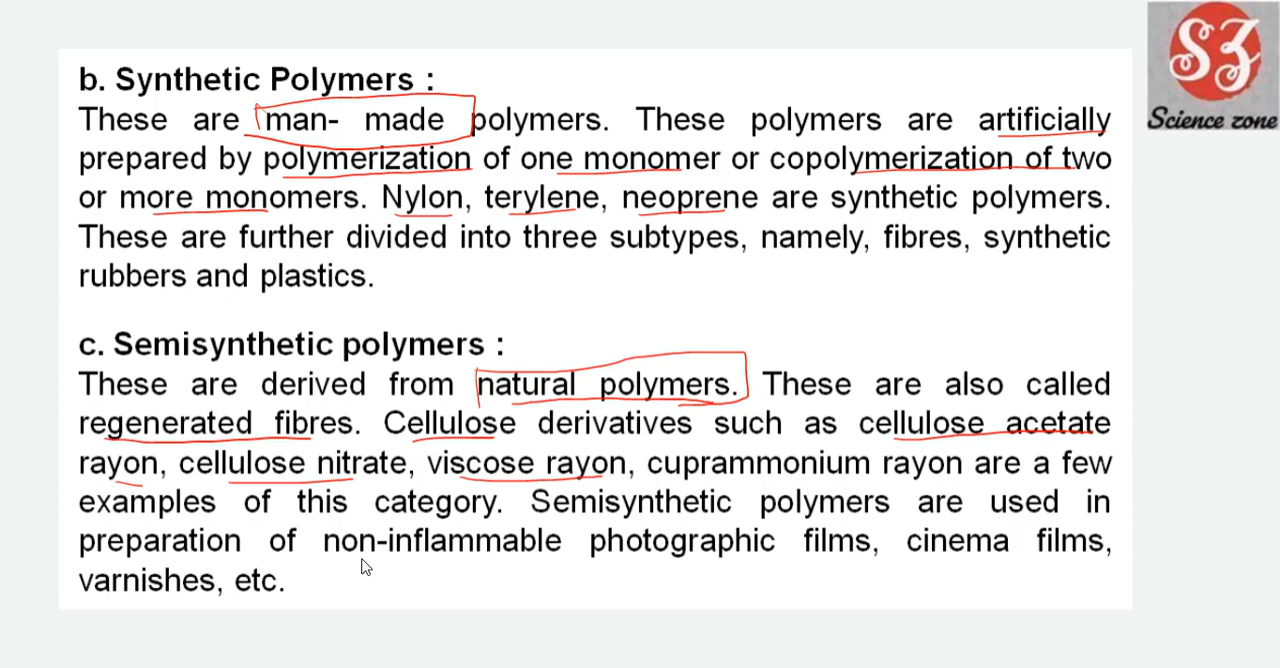 SZ
Science zone
b. Synthetic Polymers :
These are man- made polymers. These polymers are artificially
prepared by polymerization of one monomer or copolymerization of two
or more monomers. Nylon, terylene, neoprene are synthetic polymers.
These are further divided into three subtypes, namely, fibres, synthetic
rubbers and plastics.
c. Semisynthetic polymers :
These are derived from natural polymers. These are also called
regenerated fibres. Cellulose derivatives such as cellulose acetate
rayon, cellulose nitrate, viscose rayon, cuprammonium rayon are a few
examples of this category. Semisynthetic polymers are used in
preparation of non-inflammable photographic films, cinema films,
varnishes, etc.